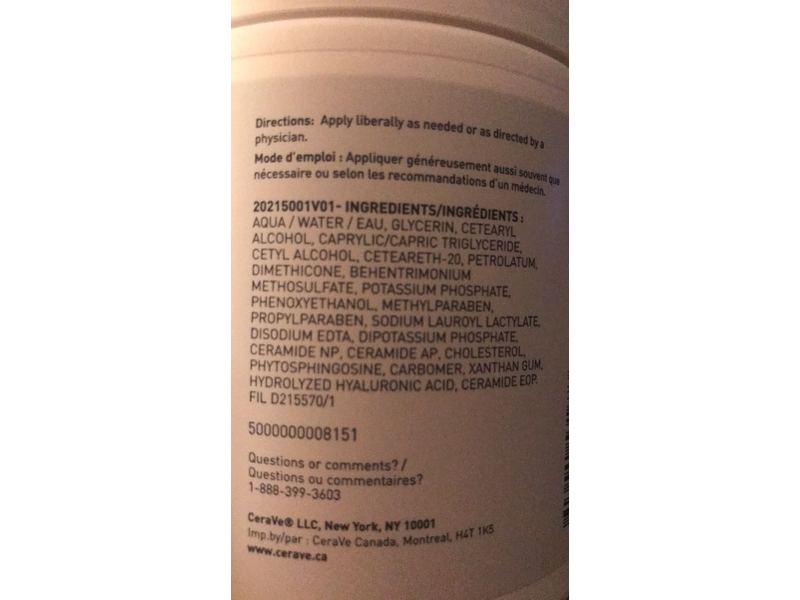 Directions: Apply liberally as needed or as directed by a
physician.
Mode d'emploi : Appliquer généreusement aussi souvent que
nécessaire ou selon les recommandations d'un médecin.
20215001V01- INGREDIENTS/INGRÉDIENTS :
AQUA / WATER / EAU, GLYCERIN, CETEARYL
ALCOHOL, CAPRYLIC/CAPRIC TRIGLYCERIDE,
CETYL ALCOHOL, CETEARETH-20, PETROLATUM,
DIMETHICONE, BEHENTRIMONIUM
METHOSULFATE, POTASSIUM PHOSPHATE,
PHENOXYETHANOL, METHYLPARABEN,
PROPYLPARABEN, SODIUM LAUROYL LACTYLATE,
DISODIUM EDTA, DIPOTASSIUM PHOSPHATE,
CERAMIDE NP, CERAMIDE AP, CHOLESTEROL,
PHYTOSPHINGOSINE, CARBOMER, XANTHAN GUM,
HYDROLYZED HYALURONIC ACID, CERAMIDE EOP.
FIL D215570/1
5000000008151
Questions or comments? /
Questions ou commentaires?
1-888-399-3603
CeraVe® LLC, New York, NY 10001
Imp.by/par : CeraVe Canada, Montreal, H4T 1K5
www.cerave.ca